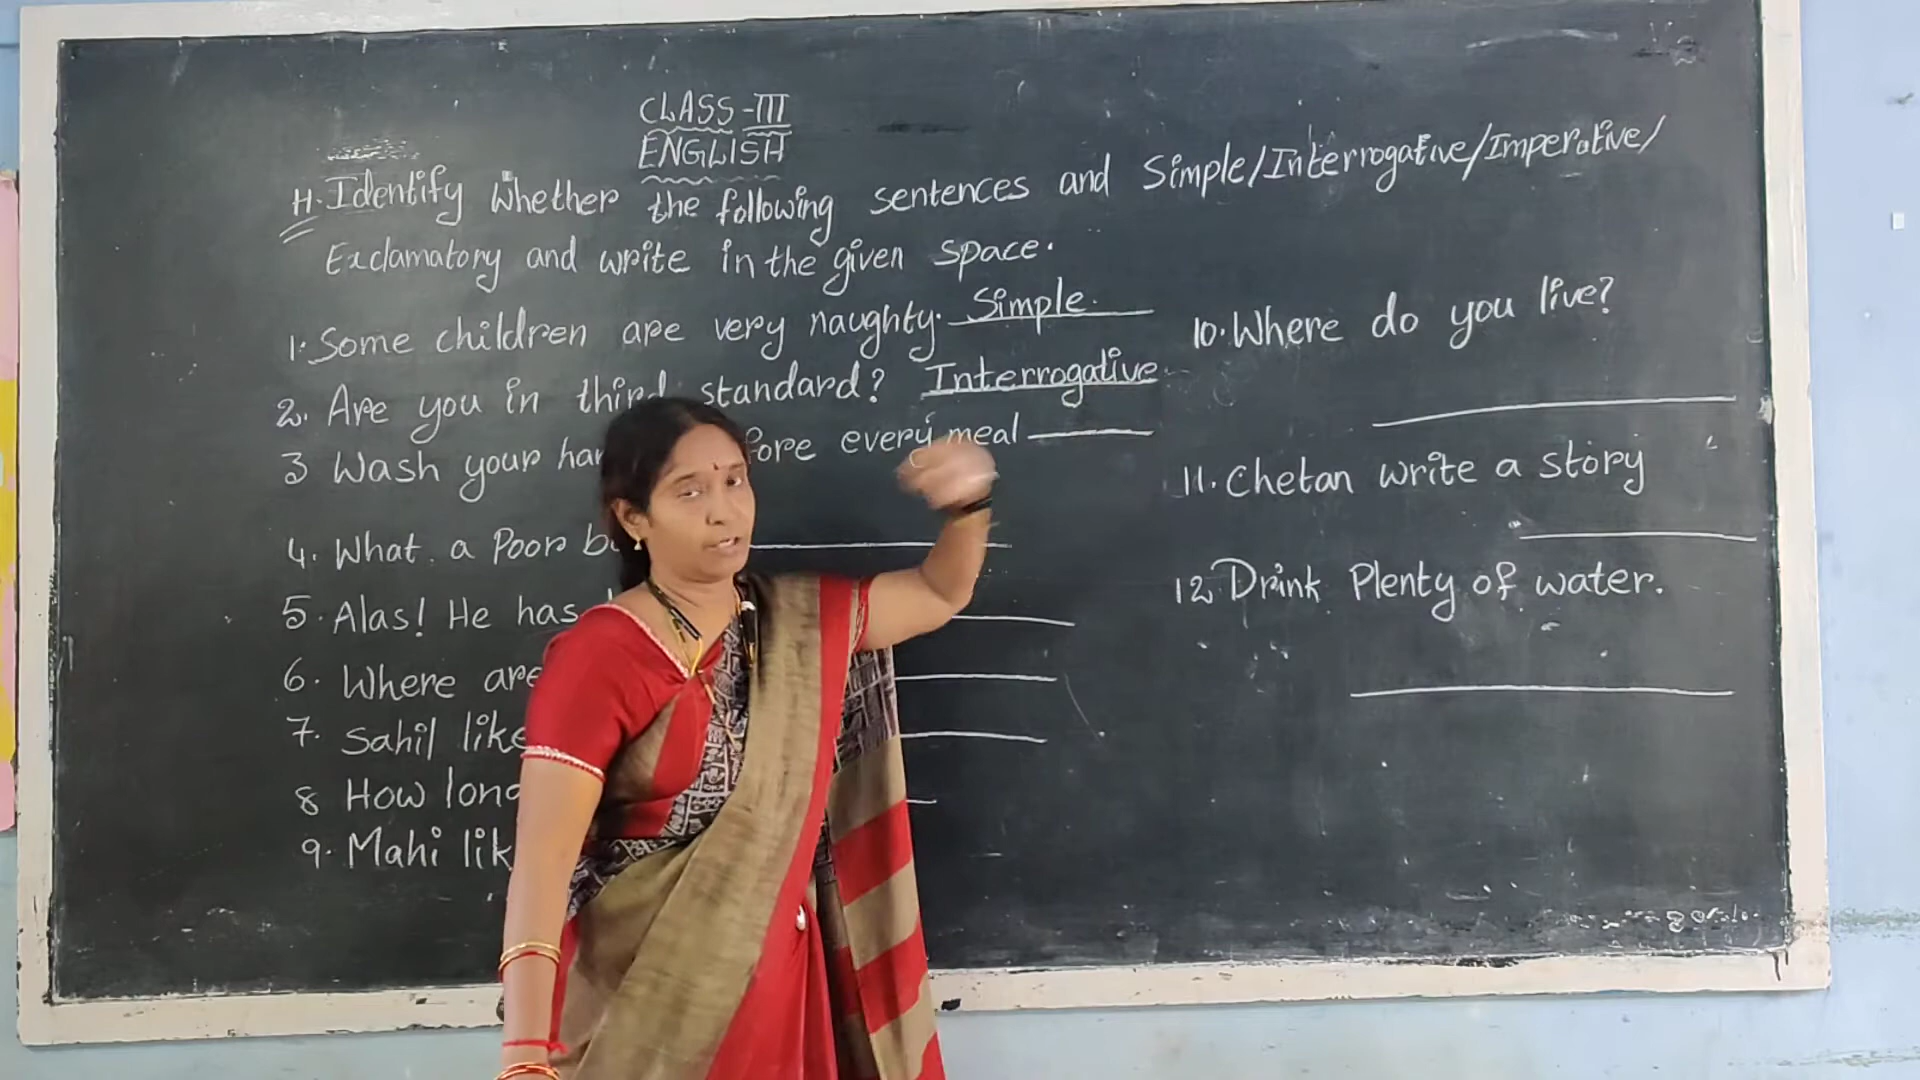 CLASS-III
ENGLISH
H. Identify Whether the following sentences and Simple/Interrogative/Imperative/
Exclamatory and write in the given space.
1. Some children are very naughty. Simple.
2. Are you in third standard? Interrogative
3 Wash your every meal
4. What a Poor
5. Alas! He has
6. Where are
7. Sahil like
8 How long
9. Mahi lik
10. Where do you live?
11. Chetan write a story
12 Drink Plenty of water.